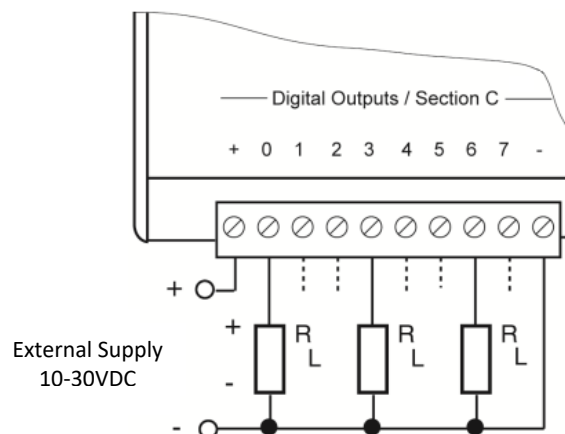 Digital Outputs / Section C
+ 0 1 2 3 4 5 6 7 -
+
+
R L R L R L
External Supply
10-30VDC
-
-